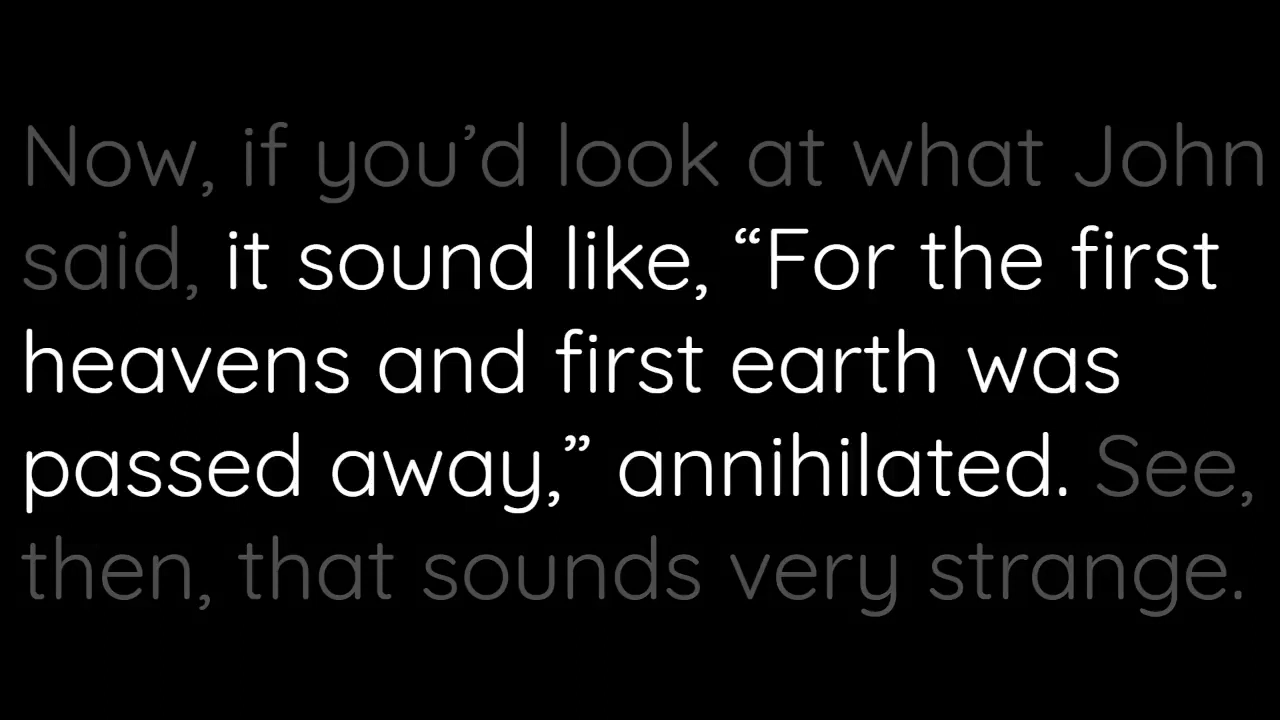 Now, if you’d look at what John
said, it sound like, “For the first
heavens and first earth was
passed away,” annihilated. See,
then, that sounds very strange.